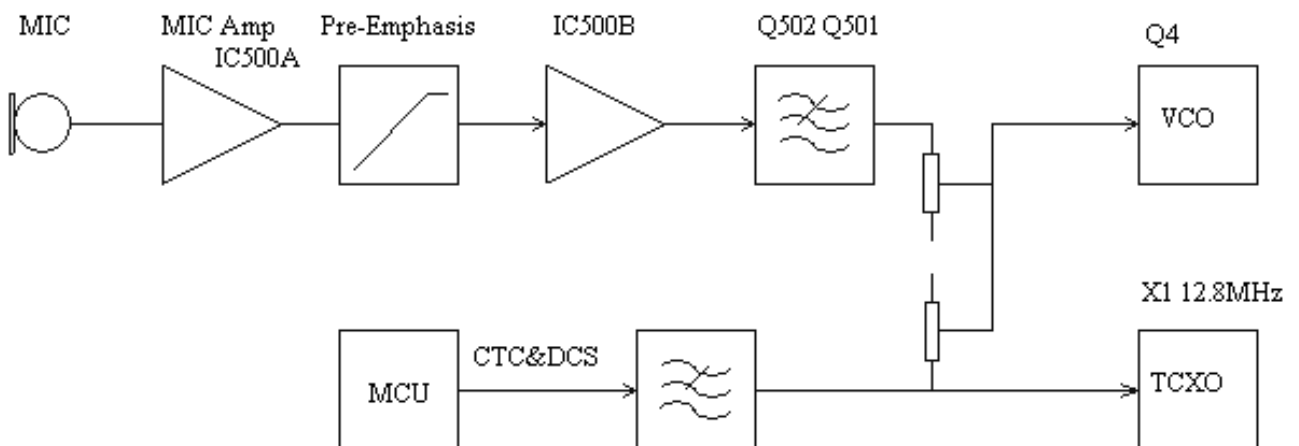 MIC
MIC Amp
IC500A
Pre-Emphasis
IC500B
Q502 Q501
Q4
VCO
X1 12.8MHz
MCU
CTC&DCS
TCXO